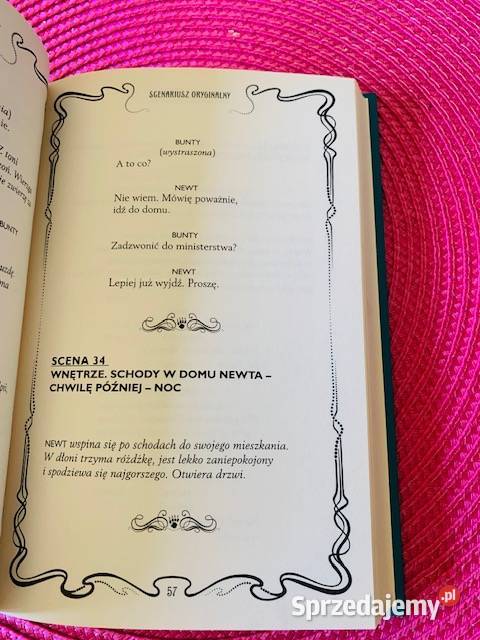 SCENARIUSZ ORYGINALNY
BUNTY
(wystraszona)
A to co?
NEWT
Nie wiem. Mówię poważnie,
idź do domu.
BUNTY
Zadzwonić do ministerstwa?
NEWT
Lepiej już wyjdź. Proszę.
SCENA 34
WNĘTRZE. SCHODY W DOMU NEWTA –
CHWILĘ PÓŹNIEJ – NOC
NEWT wspina się po schodach do swojego mieszkania.
W dłoni trzyma różdżkę, jest lekko zaniepokojony
i spodziewa się najgorszego. Otwiera drzwi.
57
BUNTY
Sprzedajemy.pl